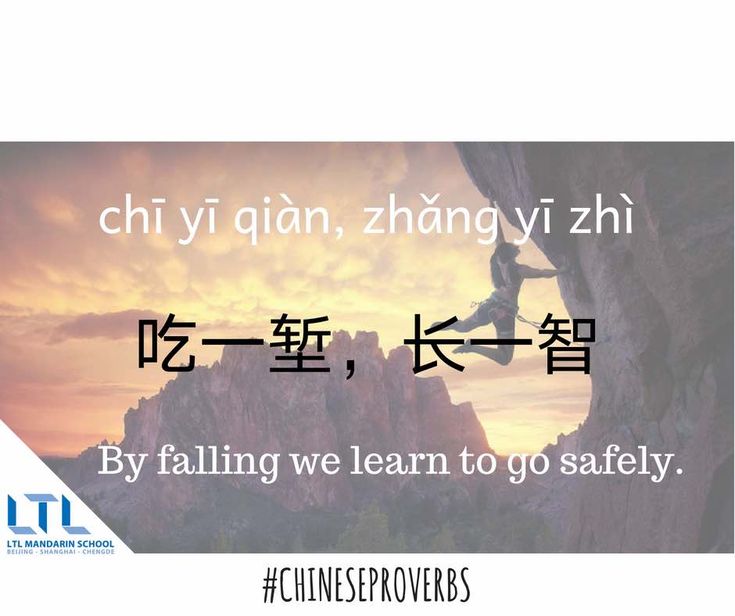 chī yī qiàn, zhǎng yī zhì
吃一堑，长一智
By falling we learn to go safely.
LTL
LTL MANDARIN SCHOOL
BEIJING - SHANGHAI - CHENGDE
#CHINESEPROVERBS